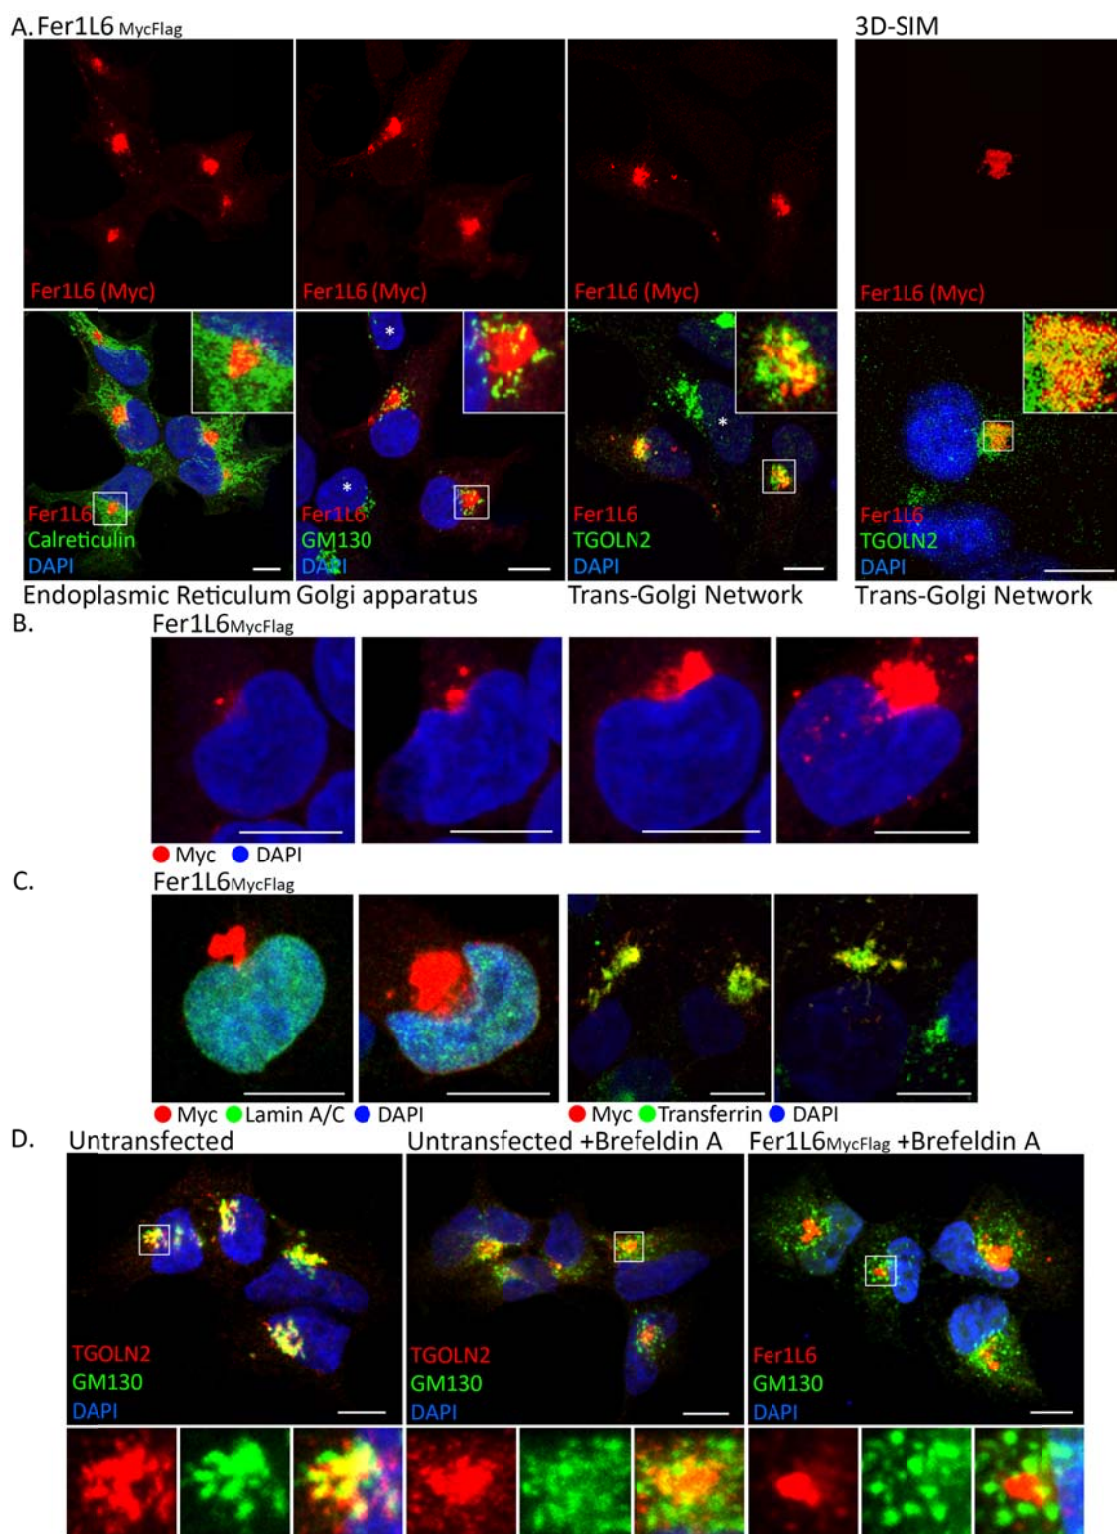 A. Fer1L6 MycFlag 3D-SIM
Fer1L6 (Myc) Fer1L6 (Myc) Fer1L6 (Myc) Fer1L6 (Myc)
* * *
Fer1L6 Fer1L6 Fer1L6 Fer1L6
Calreticulin GM130 TGOLN2 TGOLN2
DAPI DAPI DAPI DAPI
Endoplasmic Reticulum Golgi apparatus Trans-Golgi Network Trans-Golgi Network
B. Fer1L6MycFlag
Myc DAPI
C. Fer1L6MycFlag
Myc Lamin A/C DAPI Myc Transferrin DAPI
D. Untransfected Untransfected +Brefeldin A Fer1L6MycFlag +Brefeldin A
TGOLN2 TGOLN2 Fer1L6
GM130 GM130 GM130
DAPI DAPI DAPI